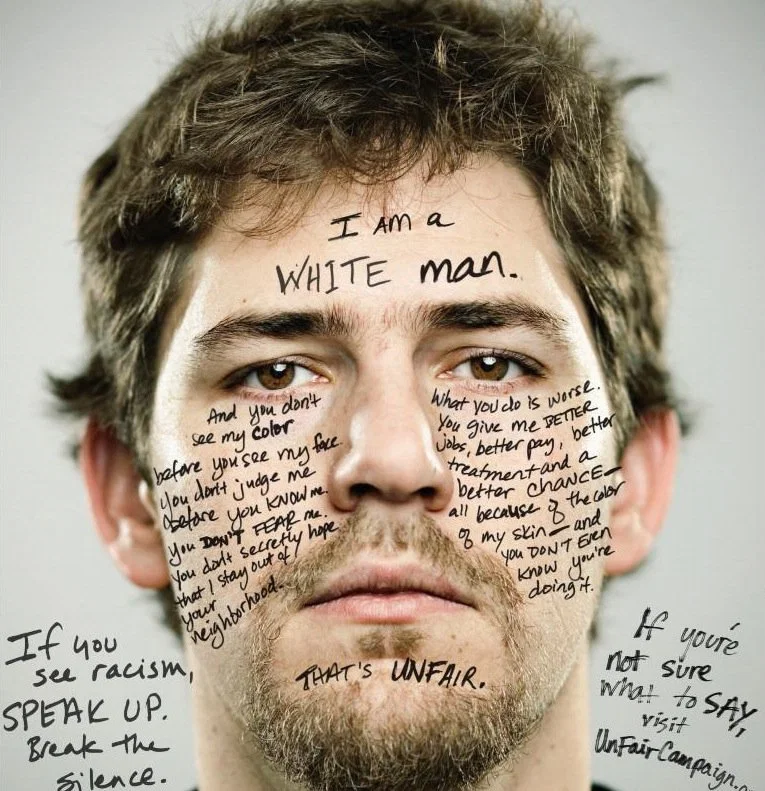 I AM a
WHITE man.
And you don't
see my color
before you see my face.
You don't judge me
before you KNOW me.
you DON'T FEAR me.
You don't secretly hope
that I stay out of
your
neighborhood.
What you do is worse.
You give me BETTER
jobs, better pay, better
treatment and a
better CHANCE—
all because of the color
of my skin — and
you DON'T EVEN
know you're
doing it.
THAT'S UNFAIR.
If you
see racism,
SPEAK UP.
Break the
silence.
If you're
not sure
what to SAY,
visit
UnFairCampaign.